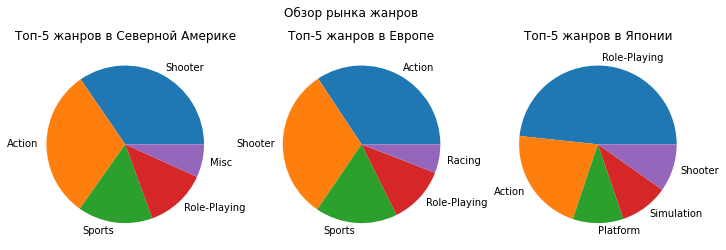 Обзор рынка жанров
Топ-5 жанров в Северной Америке
Shooter
Action
Misc
Role-Playing
Sports
Топ-5 жанров в Европе
Action
Shooter
Racing
Role-Playing
Sports
Топ-5 жанров в Японии
Role-Playing
Action
Shooter
Simulation
Platform